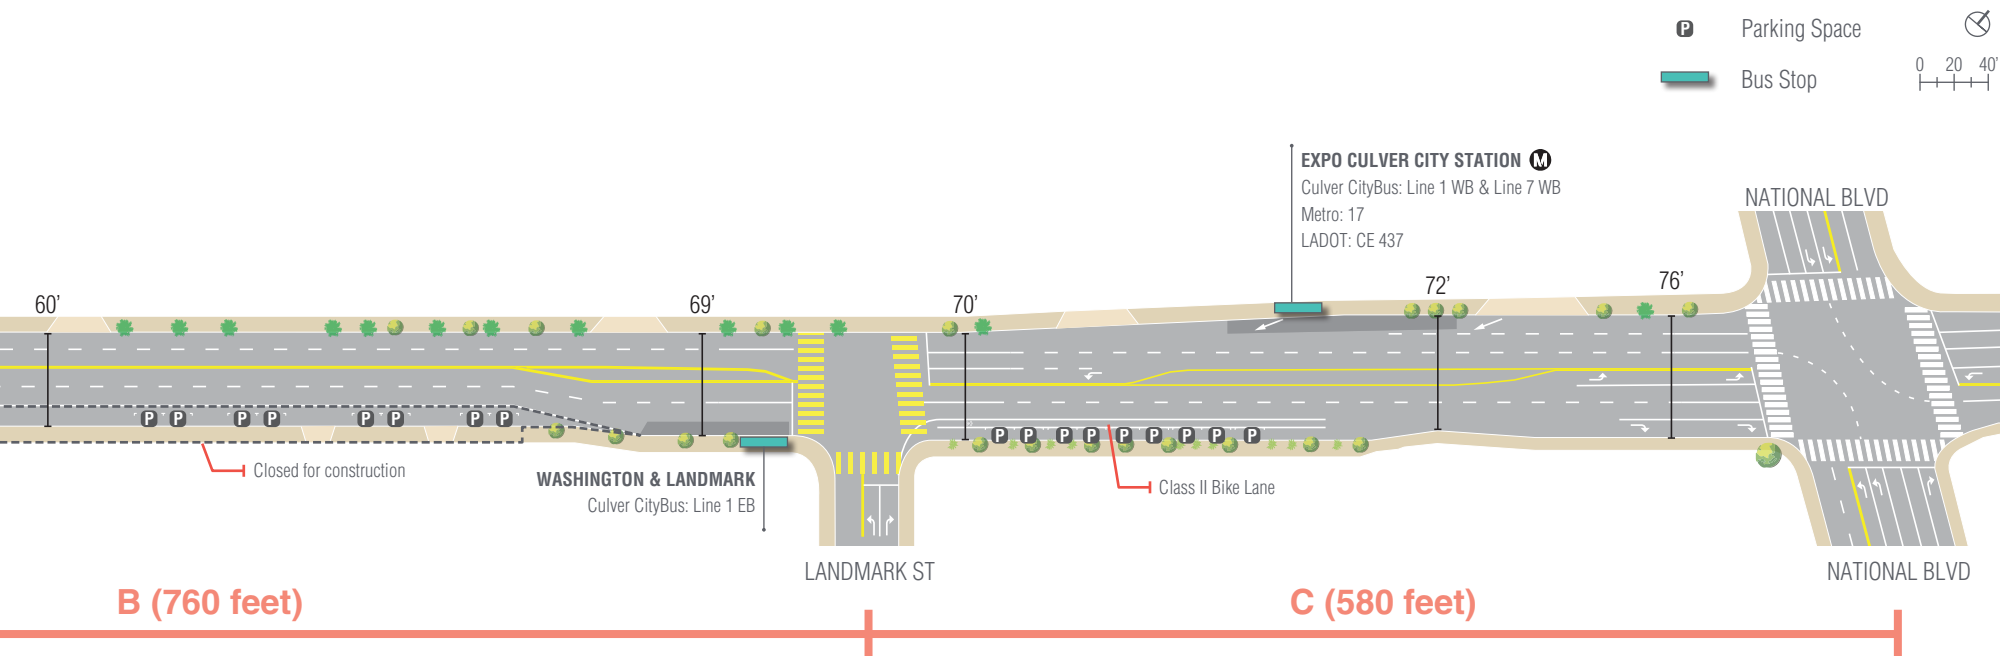 P Parking Space
Bus Stop
0 20 40'
EXPO CULVER CITY STATION M
Culver CityBus: Line 1 WB & Line 7 WB
Metro: 17
LADOT: CE 437
NATIONAL BLVD
60'
69'
70'
72'
76'
P P P P P P P P
P P P P P P P P P
Closed for construction
WASHINGTON & LANDMARK
Culver CityBus: Line 1 EB
Class II Bike Lane
LANDMARK ST
NATIONAL BLVD
B (760 feet)
C (580 feet)